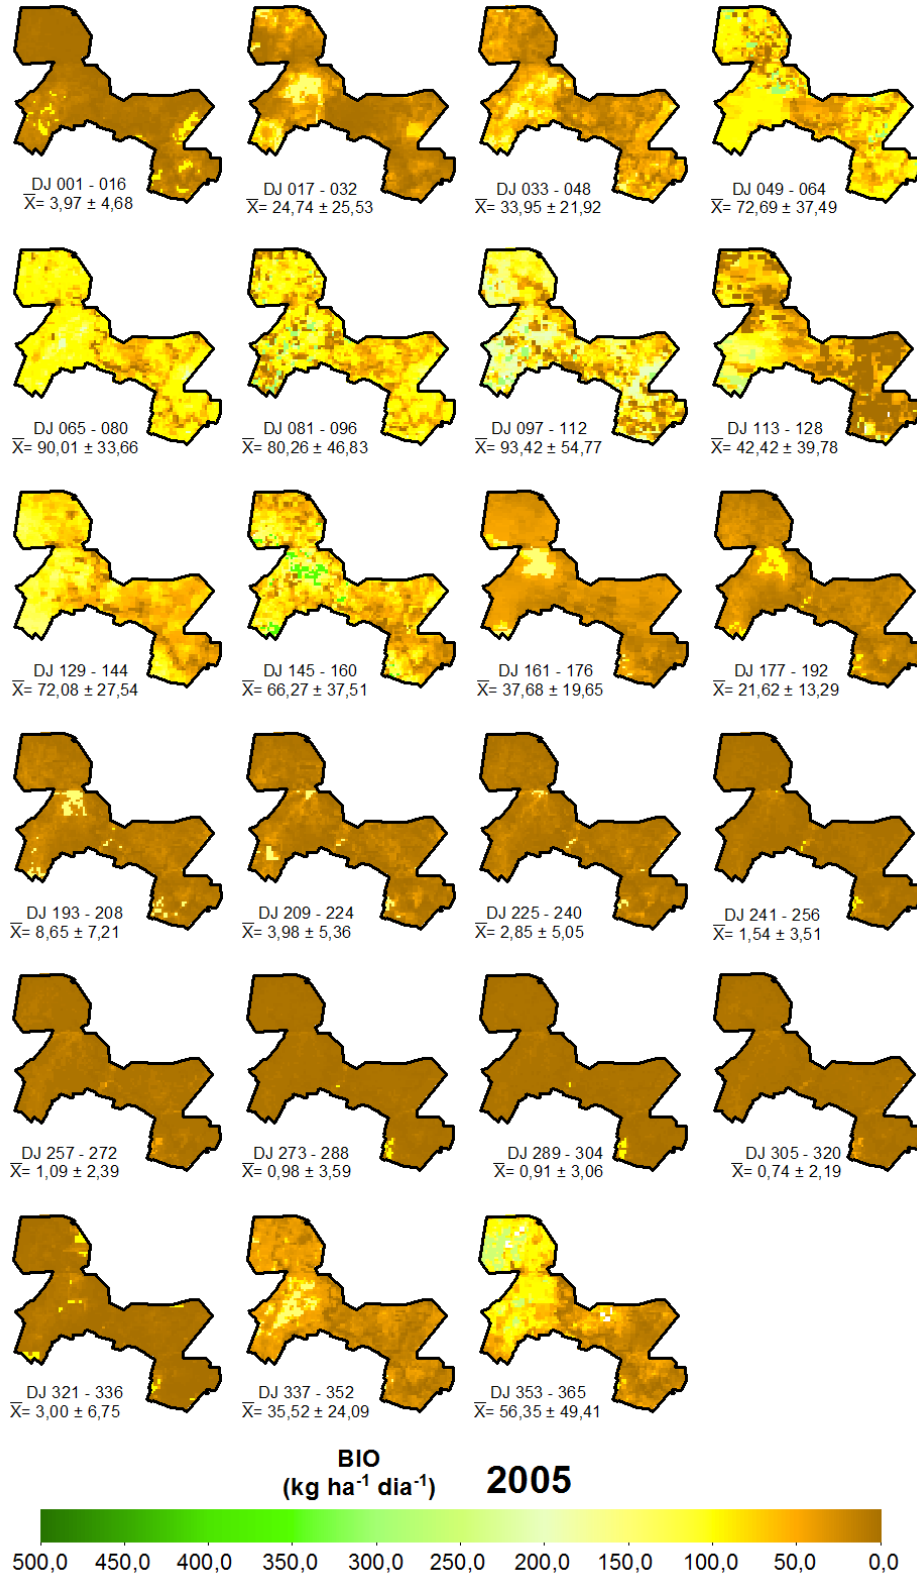 DJ 001 - 016 DJ 017 - 032 DJ 033 - 048 DJ 049 - 064
X̅= 3,97 ± 4,68 X̅= 24,74 ± 25,53 X̅= 33,95 ± 21,92 X̅= 72,69 ± 37,49
DJ 065 - 080 DJ 081 - 096 DJ 097 - 112 DJ 113 - 128
X̅= 90,01 ± 33,66 X̅= 80,26 ± 46,83 X̅= 93,42 ± 54,77 X̅= 42,42 ± 39,78
DJ 129 - 144 DJ 145 - 160 DJ 161 - 176 DJ 177 - 192
X̅= 72,08 ± 27,54 X̅= 66,27 ± 37,51 X̅= 37,68 ± 19,65 X̅= 21,62 ± 13,29
DJ 193 - 208 DJ 209 - 224 DJ 225 - 240 DJ 241 - 256
X̅= 8,65 ± 7,21 X̅= 3,98 ± 5,36 X̅= 2,85 ± 5,05 X̅= 1,54 ± 3,51
DJ 257 - 272 DJ 273 - 288 DJ 289 - 304 DJ 305 - 320
X̅= 1,09 ± 2,39 X̅= 0,98 ± 3,59 X̅= 0,91 ± 3,06 X̅= 0,74 ± 2,19
DJ 321 - 336 DJ 337 - 352 DJ 353 - 365
X̅= 3,00 ± 6,75 X̅= 35,52 ± 24,09 X̅= 56,35 ± 49,41
BIO
(kg ha⁻¹ dia⁻¹) 2005
500,0 450,0 400,0 350,0 300,0 250,0 200,0 150,0 100,0 50,0 0,0